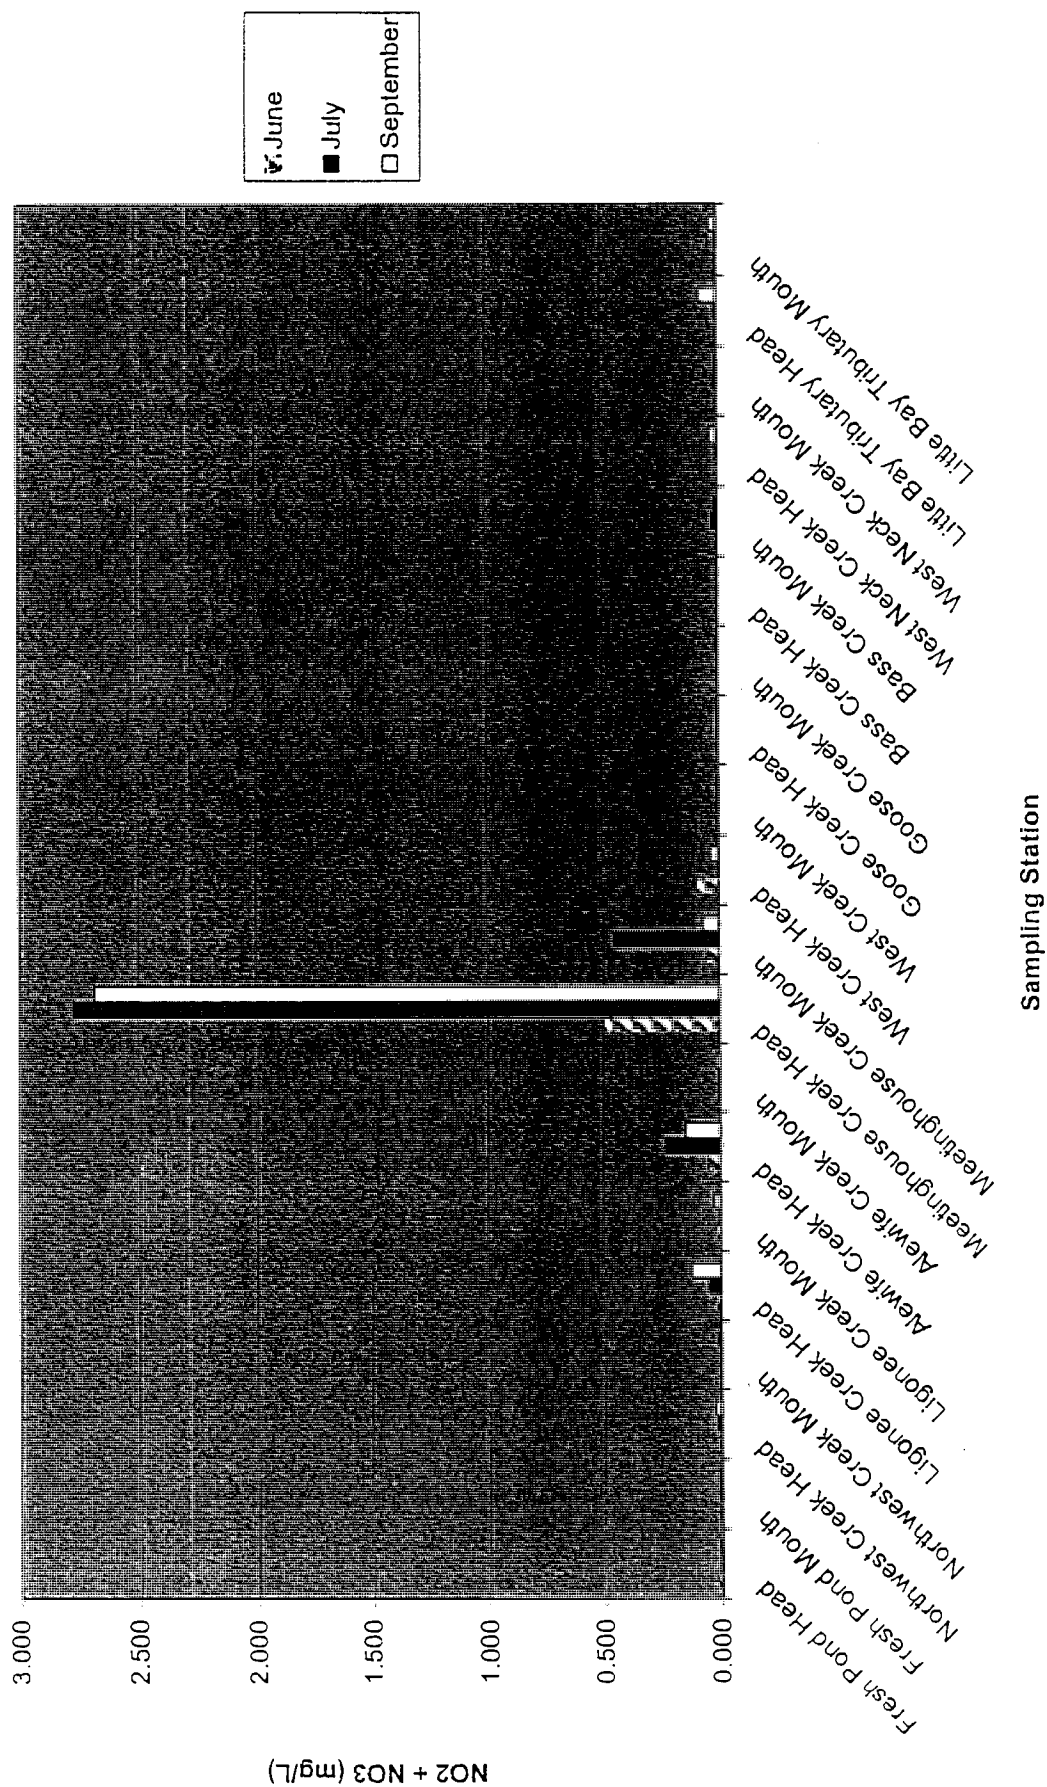 NO2 + NO3 (mg/L)
3.000
2.500
2.000
1.500
1.000
0.500
0.000
Fresh Pond Head
Fresh Pond Mouth
Northwest Creek Head
Northwest Creek Mouth
Ligonee Creek Head
Ligonee Creek Mouth
Alewife Creek Head
Alewife Creek Mouth
Meetinghouse Creek Head
Meetinghouse Creek Mouth
West Creek Head
West Creek Mouth
Goose Creek Head
Goose Creek Mouth
Bass Creek Head
Bass Creek Mouth
West Neck Creek Head
West Neck Creek Mouth
Little Bay Tributary Head
Little Bay Tributary Mouth
Sampling Station
June
July
September